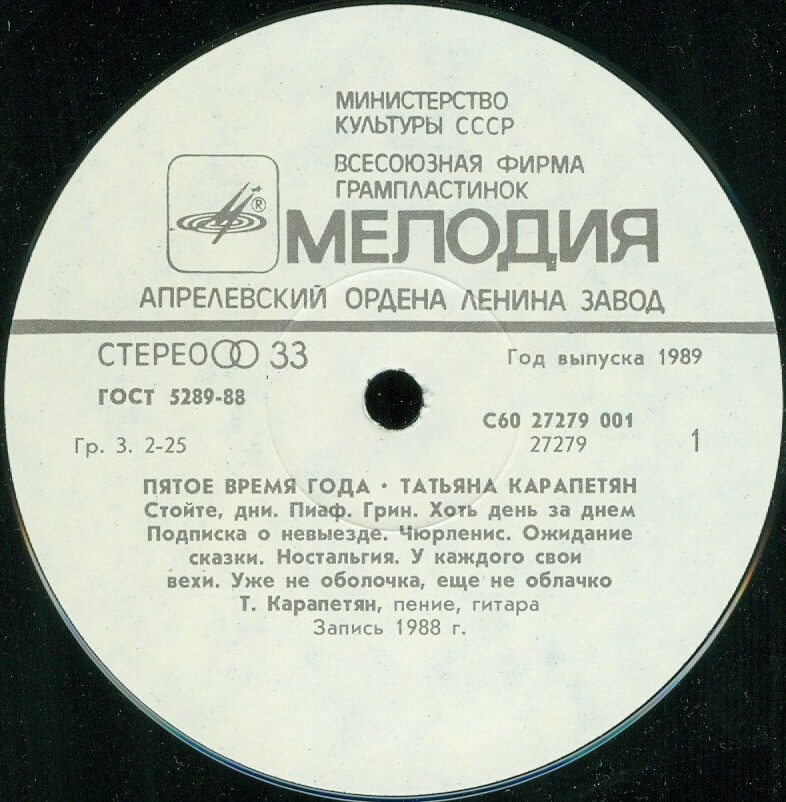 МИНИСТЕРСТВО
КУЛЬТУРЫ СССР
ВСЕСОЮЗНАЯ ФИРМА
ГРАМПЛАСТИНОК
®
МЕЛОДИЯ
АПРЕЛЕВСКИЙ ОРДЕНА ЛЕНИНА ЗАВОД
СТЕРЕО 33
Год выпуска 1989
ГОСТ 5289-88
С60 27279 001
Гр. 3. 2-25
27279
1
ПЯТОЕ ВРЕМЯ ГОДА · ТАТЬЯНА КАРАПЕТЯН
Стойте, дни. Пиаф. Грин. Хоть день за днем
Подписка о невыезде. Чюрленис. Ожидание
сказки. Ностальгия. У каждого свои
вехи. Уже не оболочка, еще не облачко
Т. Карапетян, пение, гитара
Запись 1988 г.